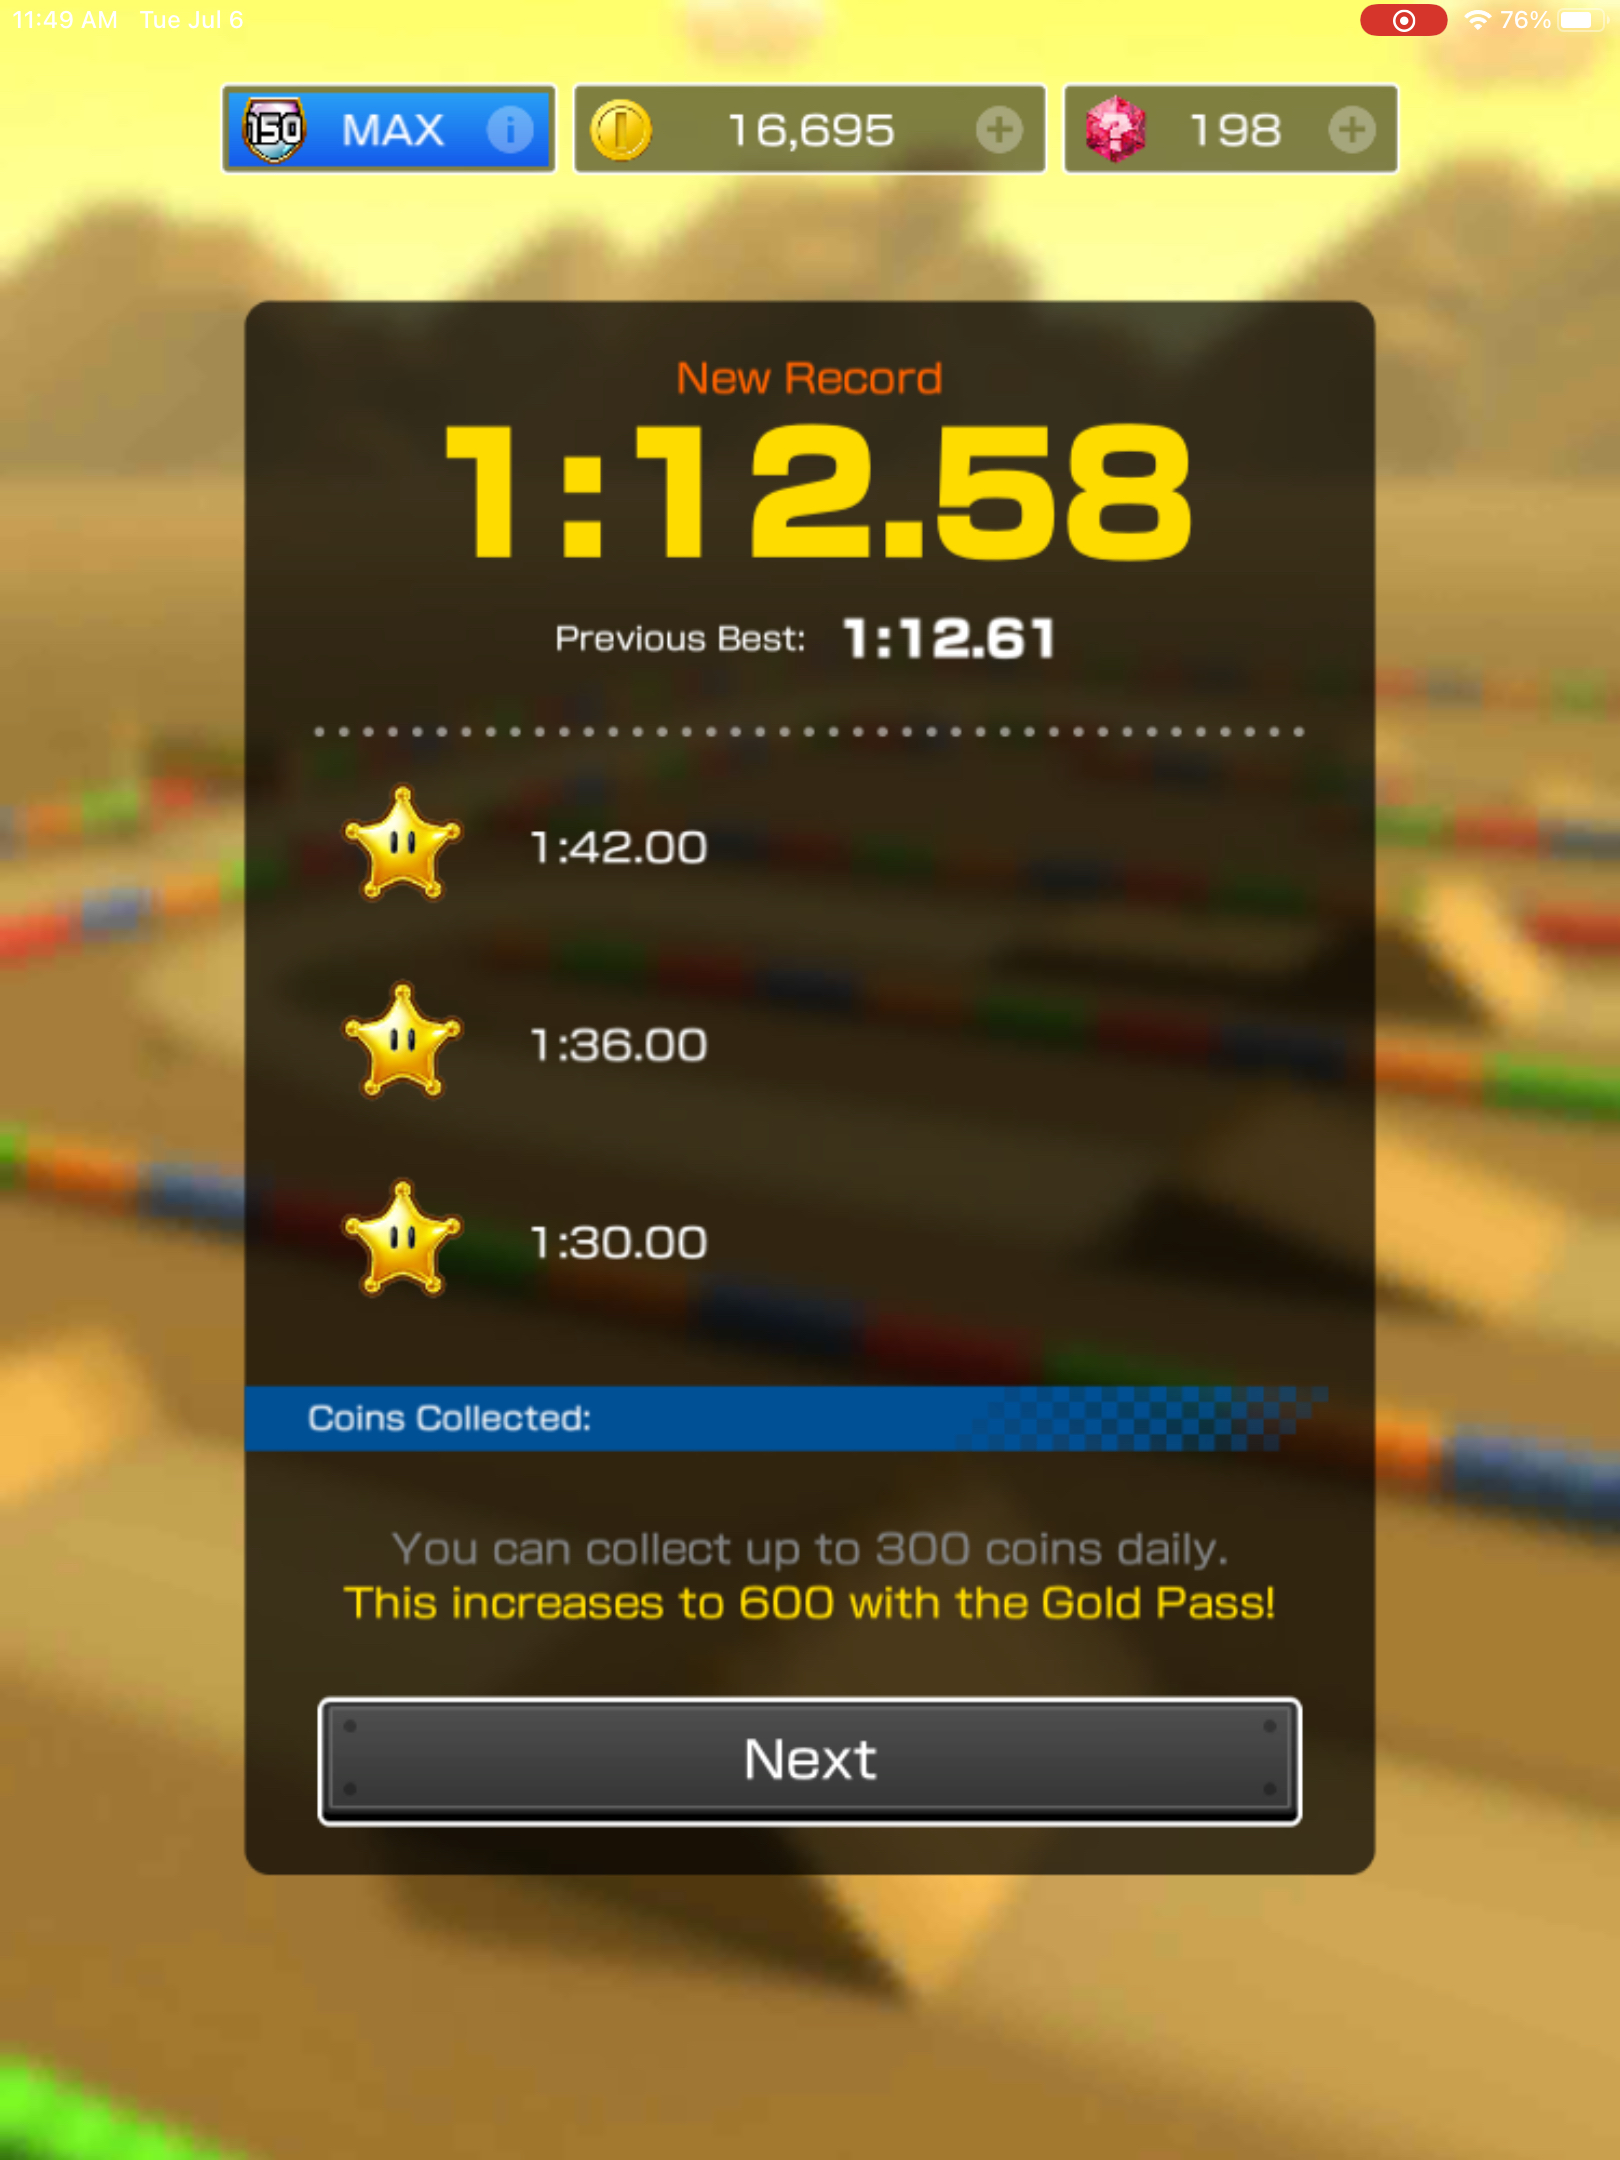 11:49 AM Tue Jul 6 76%
150 MAX i 16,695 + ? 198 +
New Record
1:12.58
Previous Best: 1:12.61
1:42.00
1:36.00
1:30.00
Coins Collected:
You can collect up to 300 coins daily.
This increases to 600 with the Gold Pass!
Next